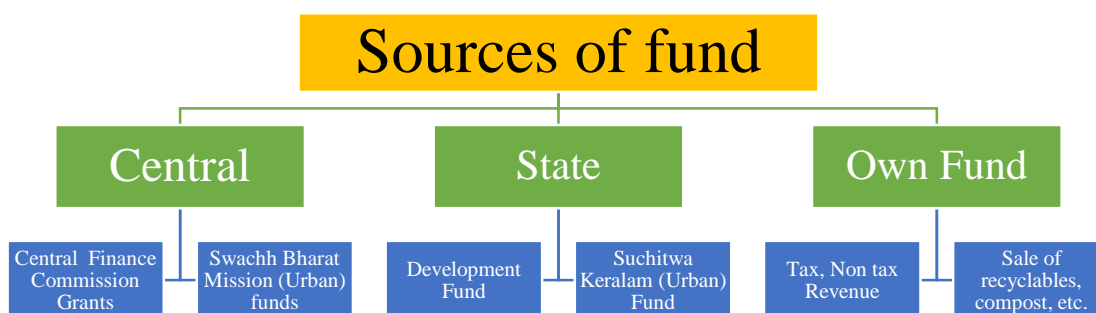 Sources of fund
Central
State
Own Fund
Central Finance
Commission
Grants
Swachh Bharat
Mission (Urban)
funds
Development
Fund
Suchitwa
Keralam (Urban)
Fund
Tax, Non tax
Revenue
Sale of
recyclables,
compost, etc.